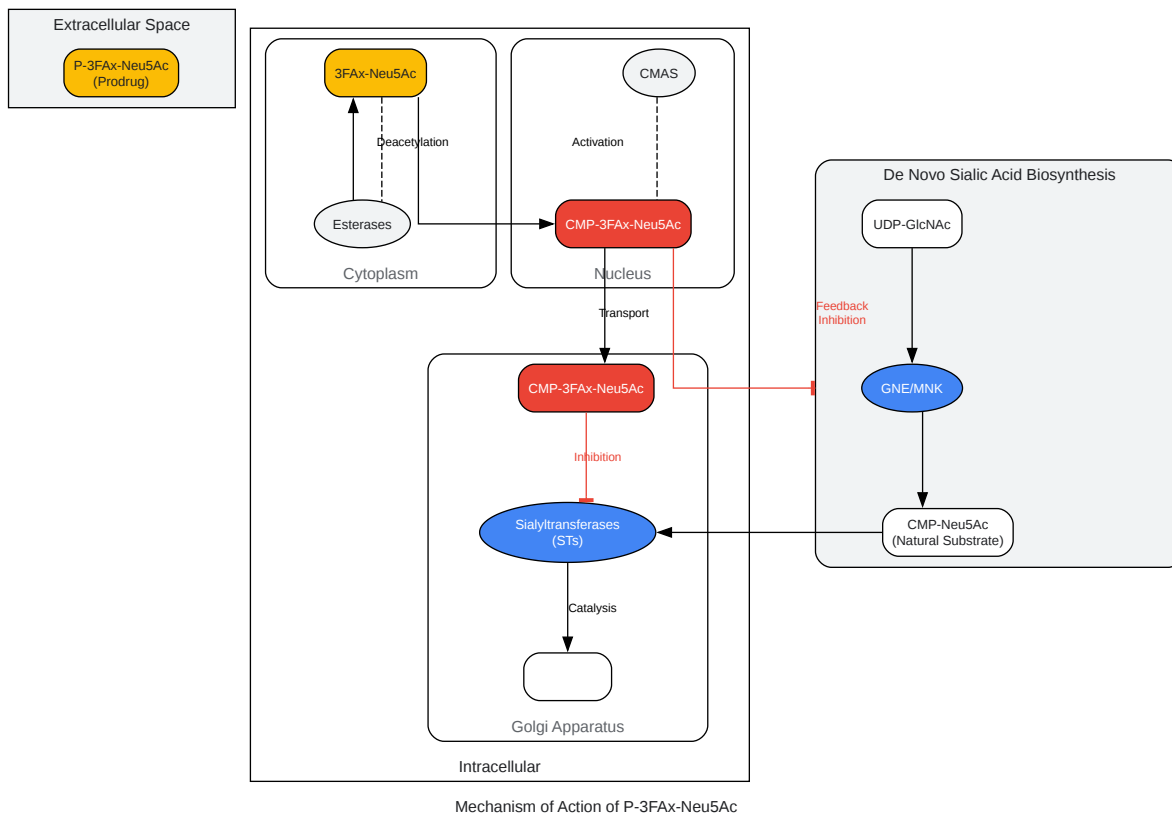 Extracellular Space
P-3FAx-Neu5Ac
(Prodrug)
3FAx-Neu5Ac
CMAS
Deacetylation
Activation
Esterases
CMP-3FAx-Neu5Ac
Cytoplasm
Nucleus
De Novo Sialic Acid Biosynthesis
UDP-GlcNAc
Transport
Feedback
Inhibition
CMP-3FAx-Neu5Ac
GNE/MNK
Inhibition
Sialyltransferases
(STs)
CMP-Neu5Ac
(Natural Substrate)
Catalysis
Golgi Apparatus
Intracellular
Mechanism of Action of P-3FAx-Neu5Ac